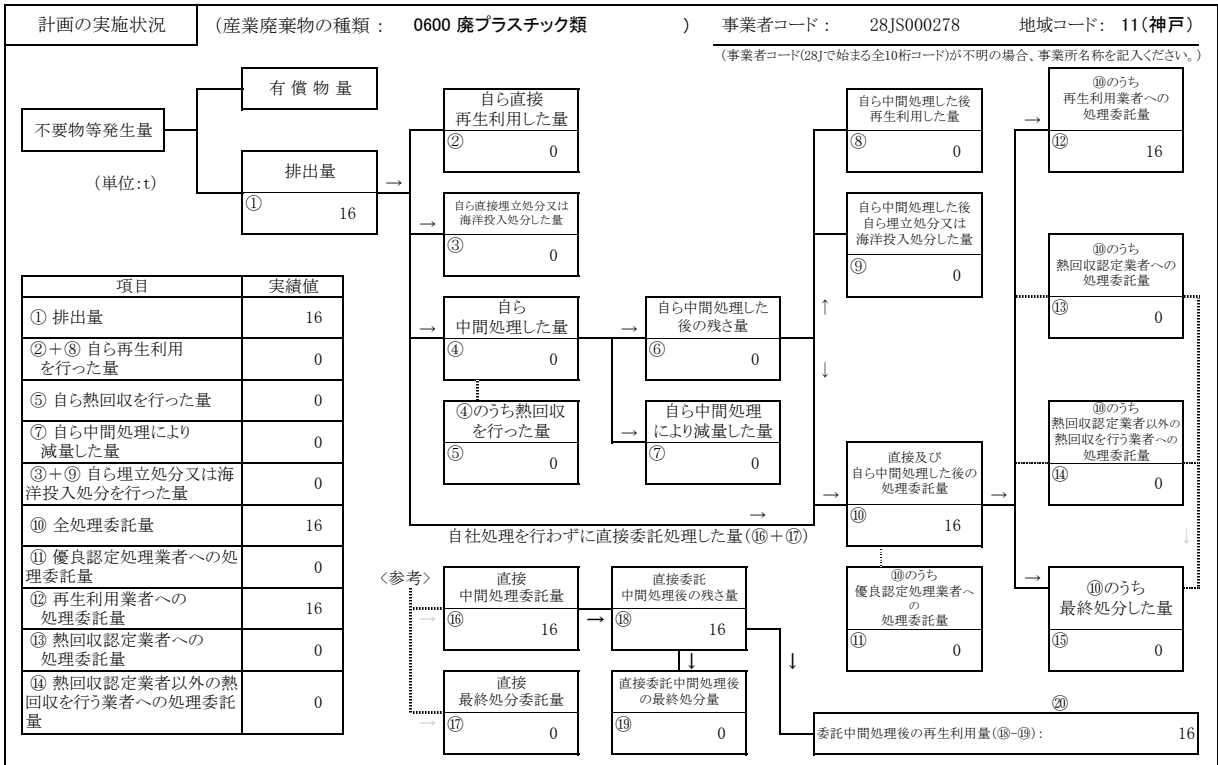 計画の実施状況
(産業廃棄物の種類： 0600 廃プラスチック類 )
事業者コード： 28JS000278 地域コード： 11(神戸)
(事業者コード(28Jで始まる全10桁コード)が不明の場合、事業所名称を記入ください。)
不要物等発生量
(単位:t)
有償物量
排出量
→
①
16
自ら直接
再生利用した量
②
0
→
自ら直接埋立処分又は
海洋投入処分した量
③
0
→
自ら
中間処理した量
④
0
④のうち熱回収
を行った量
⑤
0
→
自ら中間処理した
後の残さ量
⑥
0
→
自ら中間処理
により減量した量
⑦
0
自ら中間処理した後
再生利用した量
⑧
0
自ら中間処理した後
自ら埋立処分又は
海洋投入処分した量
⑨
0
↑
↓
→
自社処理を行わずに直接委託処理した量(⑯＋⑰)
→
直接及び
自ら中間処理した後の
処理委託量
⑩
16
→
⑩のうち
優良認定処理業者へ
の
処理委託量
⑪
0
→
⑩のうち
再生利用業者への
処理委託量
⑫
16
⑩のうち
熱回収認定業者への
処理委託量
⑬
0
⑩のうち
熱回収認定業者以外の
熱回収を行う業者への
処理委託量
⑭
0
↓
→
⑩のうち
最終処分した量
⑮
0
項目 実績値
① 排出量 16
②＋⑧ 自ら再生利用
を行った量 0
⑤ 自ら熱回収を行った量 0
⑦ 自ら中間処理により
減量した量 0
③＋⑨ 自ら埋立処分又は海
洋投入処分を行った量 0
⑩ 全処理委託量 16
⑪ 優良認定処理業者への処
理委託量 0
⑫ 再生利用業者への
処理委託量 16
⑬ 熱回収認定業者への
処理委託量 0
⑭ 熱回収認定業者以外の熱
回収を行う業者への処理委託
量 0
〈参考〉
→
直接
中間処理委託量
⑯
16
→
直接委託
中間処理後の残さ量
⑱
16
↓
↓
→
直接
最終処分委託量
⑰
0
直接委託中間処理後
の最終処分量
⑲
0
⑳
委託中間処理後の再生利用量(⑱-⑲)： 16